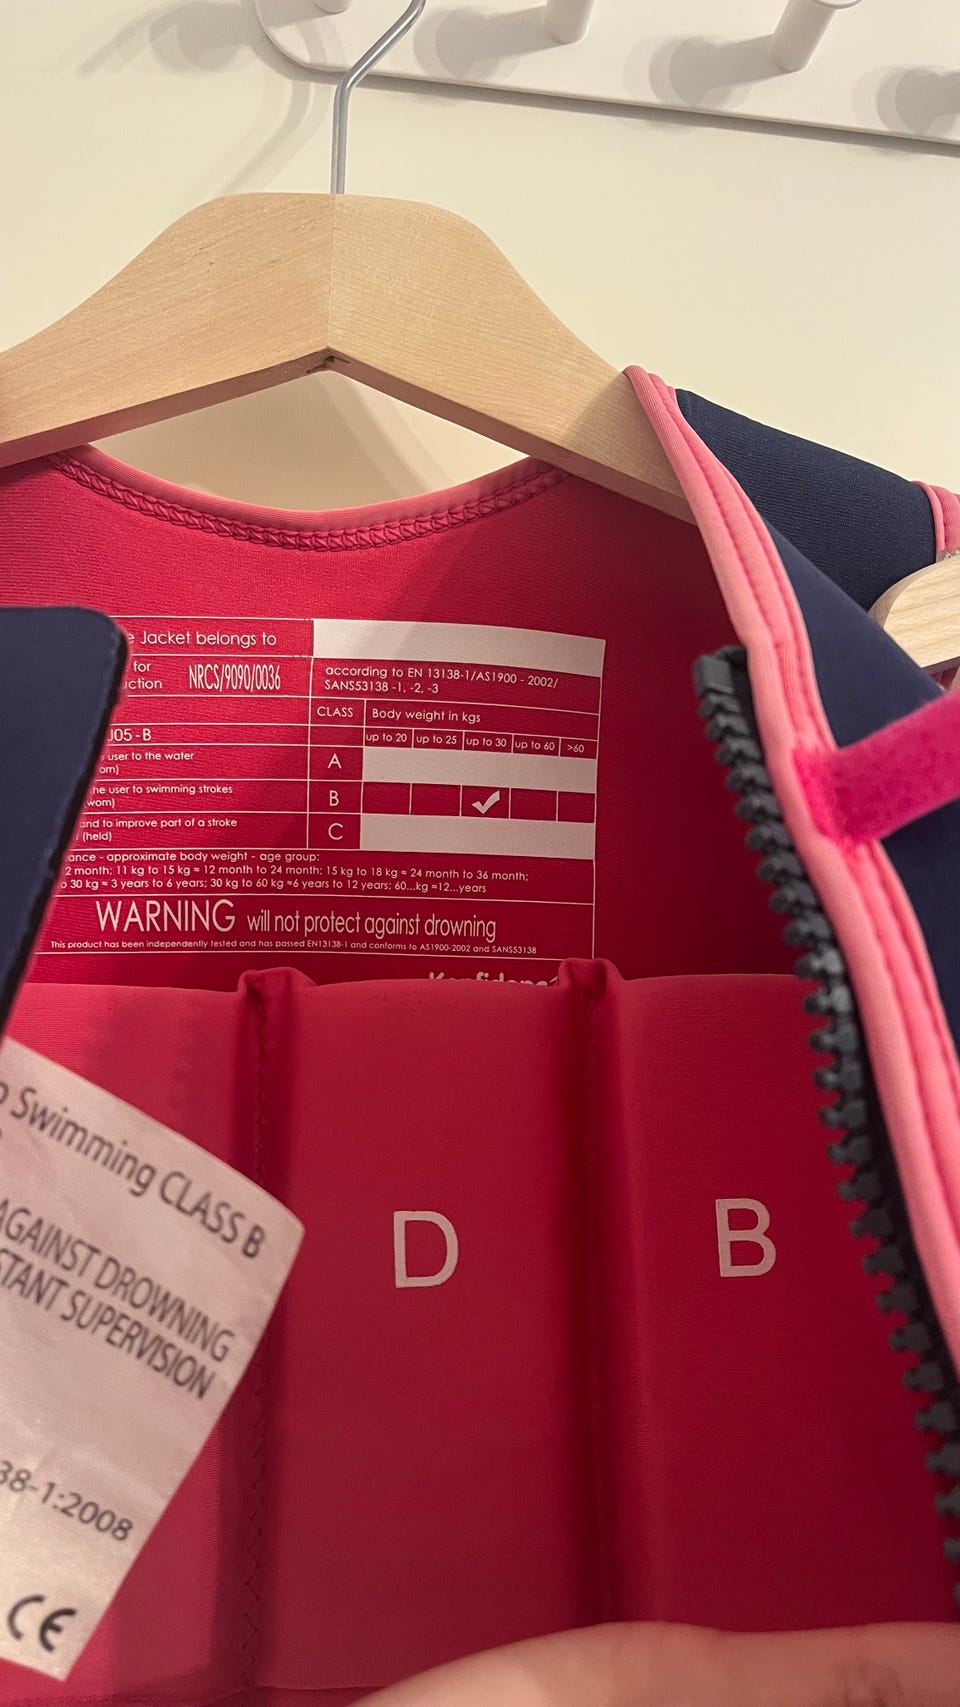 Jacket belongs to
for
NRCS/9090/0036
according to EN 13138-1/AS1900 - 2002/
SANS53138 -1, -2, -3
CLASS
Body weight in kgs
up to 20 up to 25 up to 30 up to 60 >60
J05 - B
user to the water
A
user to swimming strokes
B ✓
and to improve part of a stroke
(held)
C
approximate body weight - age group:
2 month; 11 kg to 15 kg ≈ 12 month to 24 month; 15 kg to 18 kg ≈ 24 month to 36 month;
30 kg ≈ 3 years to 6 years; 30 kg to 60 kg ≈6 years to 12 years; 60...kg ≈12...years
WARNING will not protect against drowning
This product has been independently tested and has passed EN13138-1 and conforms to AS1900-2002 and SANS53138
D
B
Swimming CLASS B
AGAINST DROWNING
SUPERVISION
38-1:2008
CE